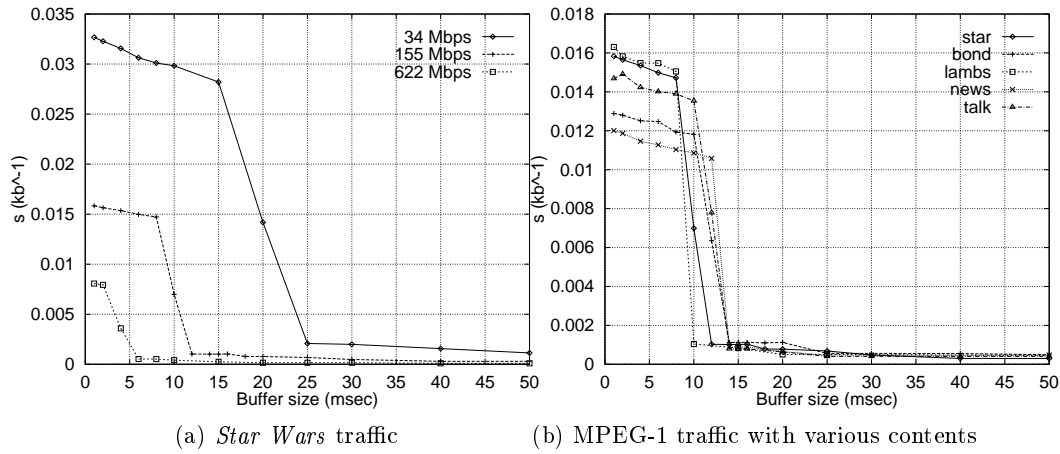 0.035
0.03
0.025
0.02
0.015
0.01
0.005
0
s (kb^-1)
34 Mbps
155 Mbps
622 Mbps
0 5 10 15 20 25 30 35 40 45 50
Buffer size (msec)
(a) Star Wars traffic
0.018
0.016
0.014
0.012
0.01
0.008
0.006
0.004
0.002
0
s (kb^-1)
star
bond
lambs
news
talk
0 5 10 15 20 25 30 35 40 45 50
Buffer size (msec)
(b) MPEG-1 traffic with various contents